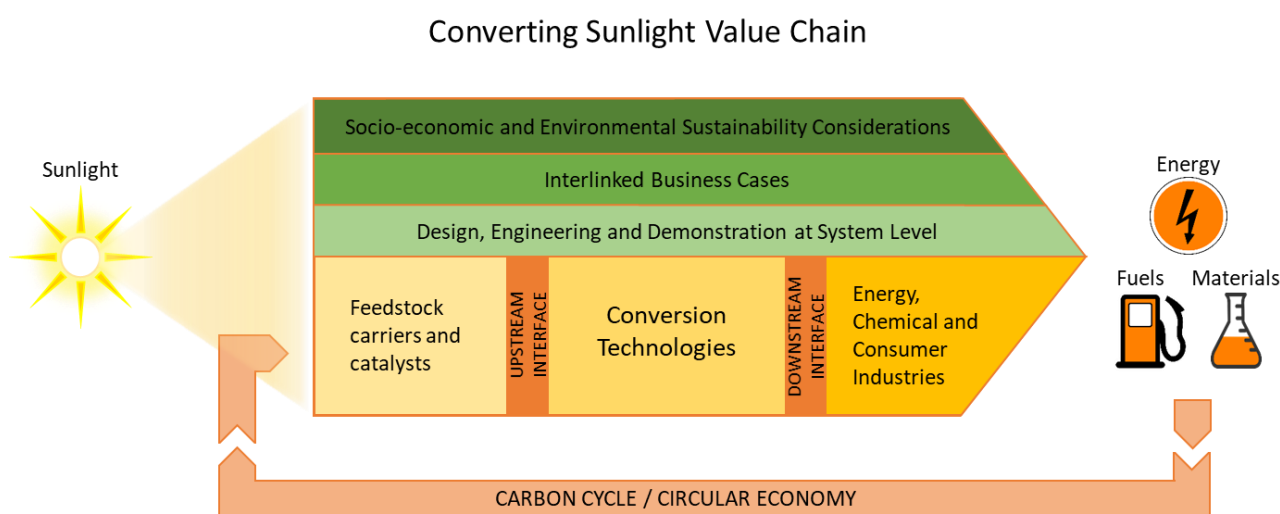 Converting Sunlight Value Chain
Sunlight
Socio-economic and Environmental Sustainability Considerations
Interlinked Business Cases
Design, Engineering and Demonstration at System Level
Feedstock
carriers and
catalysts
UPSTREAM
INTERFACE
Conversion
Technologies
DOWNSTREAM
INTERFACE
Energy,
Chemical and
Consumer
Industries
Energy
Fuels
Materials
CARBON CYCLE / CIRCULAR ECONOMY